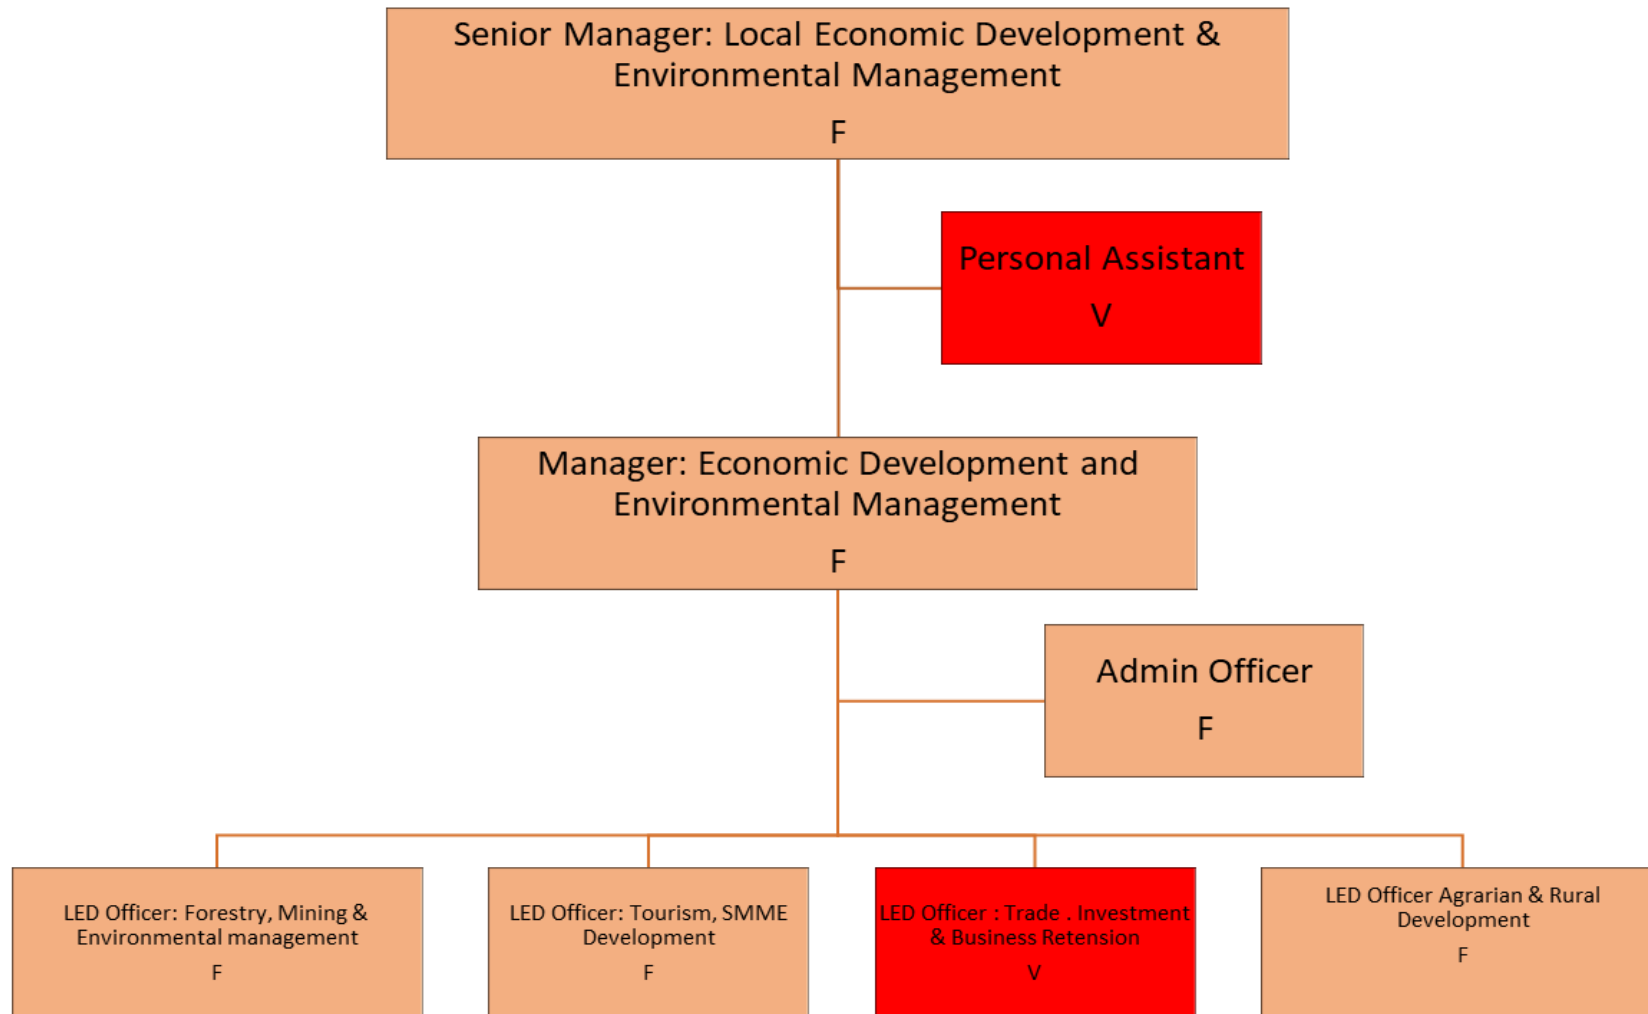 Senior Manager: Local Economic Development &
Environmental Management
F
Personal Assistant
V
Manager: Economic Development and
Environmental Management
F
Admin Officer
F
LED Officer: Forestry, Mining &
Environmental management
F
LED Officer: Tourism, SMME
Development
F
LED Officer : Trade . Investment
& Business Retension
V
LED Officer Agrarian & Rural
Development
F